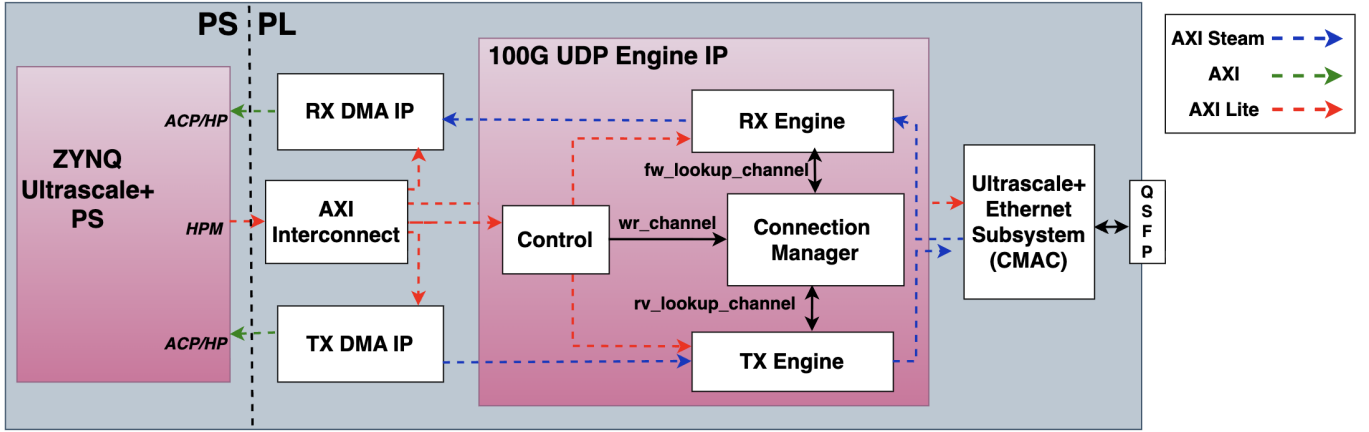 PS PL
AXI Steam
AXI
AXI Lite
100G UDP Engine IP
ZYNQ
Ultrascale+
PS
ACP/HP
HPM
ACP/HP
RX DMA IP
AXI
Interconnect
TX DMA IP
Control
wr_channel
RX Engine
fw_lookup_channel
Connection
Manager
rv_lookup_channel
TX Engine
Ultrascale+
Ethernet
Subsystem
(CMAC)
Q
S
F
P